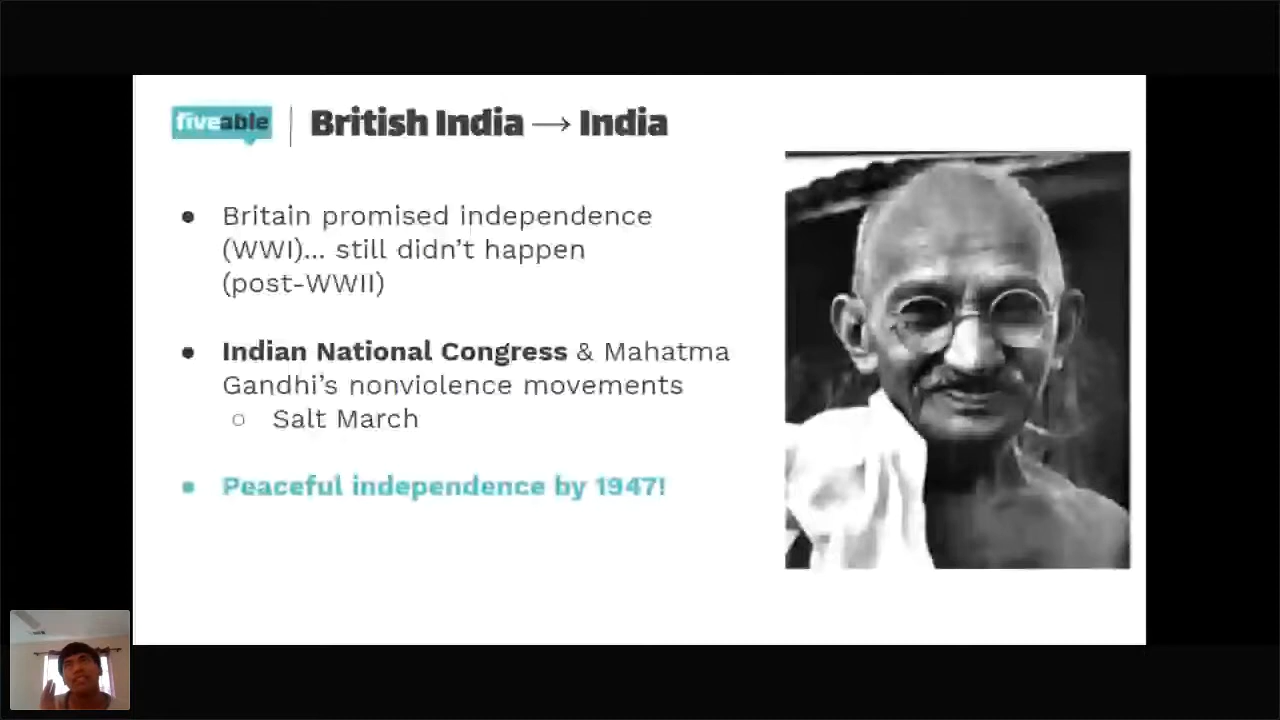 fiveable
British India → India
● Britain promised independence
(WWI)... still didn't happen
(post-WWII)
● Indian National Congress & Mahatma
Gandhi's nonviolence movements
○ Salt March
● Peaceful independence by 1947!